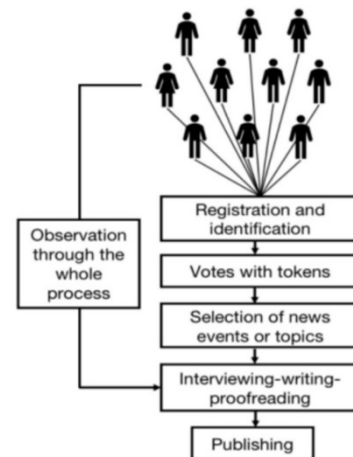 Registration and
identification
Observation
through the
whole
process
Votes with tokens
Selection of news
events or topics
Interviewing-writing-
proofreading
Publishing